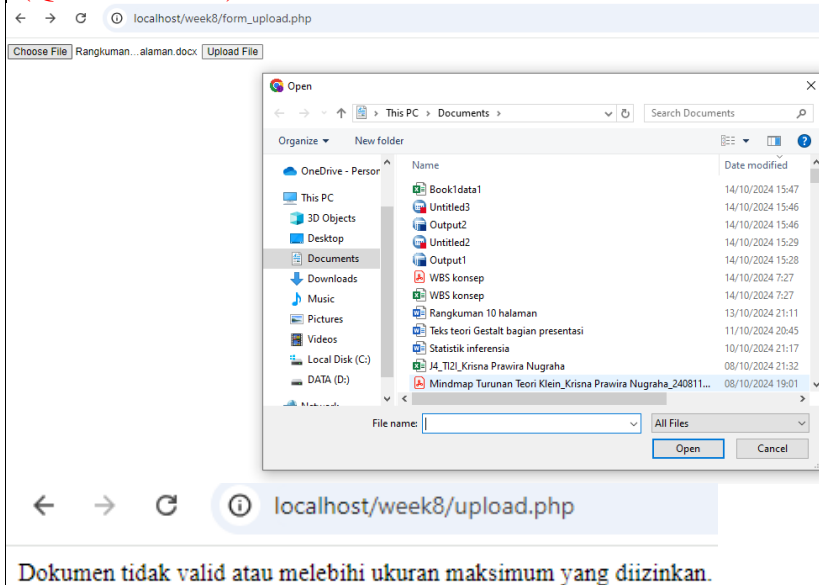 localhost/week8/form_upload.php
Choose File Rangkuman...alaman.docx Upload File
Open
This PC > Documents > Search Documents
Organize New folder
Name Date modified
OneDrive - Person
This PC
3D Objects
Desktop
Documents
Downloads
Music
Pictures
Videos
Local Disk (C:)
DATA (D:)
Book1data1 14/10/2024 15:47
Untitled3 14/10/2024 15:46
Output2 14/10/2024 15:46
Untitled2 14/10/2024 15:29
Output1 14/10/2024 15:28
WBS konsep 14/10/2024 7:27
WBS konsep 14/10/2024 7:27
Rangkuman 10 halaman 13/10/2024 21:11
Teks teori Gestalt bagian presentasi 11/10/2024 20:45
Statistik inferensia 10/10/2024 21:17
J4_TI2I_Krisna Prawira Nugraha 08/10/2024 21:32
Mindmap Turunan Teori Klein_Krisna Prawira Nugraha_240811... 08/10/2024 19:01
File name: All Files
Open Cancel
localhost/week8/upload.php
Dokumen tidak valid atau melebihi ukuran maksimum yang diizinkan.